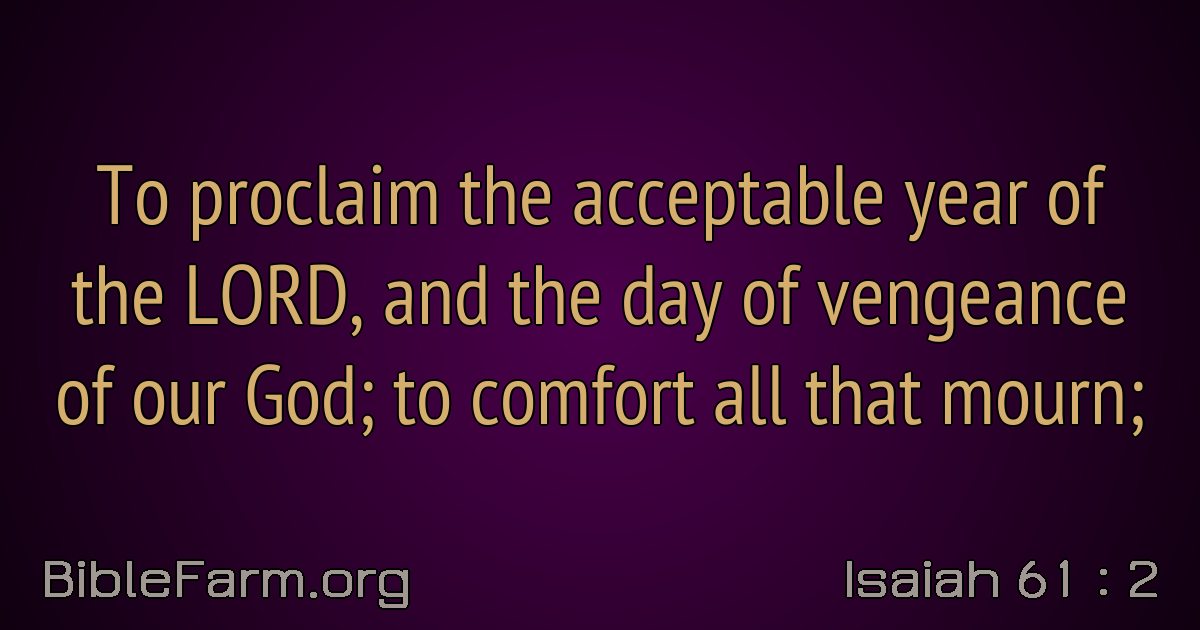 To proclaim the acceptable year of
the LORD, and the day of vengeance
of our God; to comfort all that mourn;
BibleFarm.org
Isaiah 61 : 2